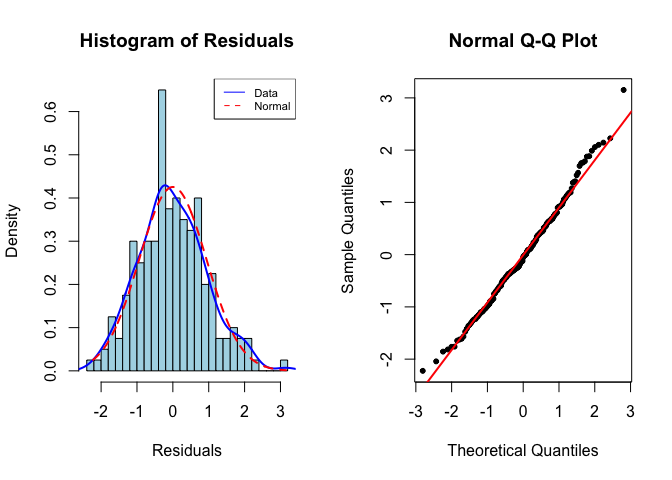 Histogram of Residuals
Density
0.0 0.1 0.2 0.3 0.4 0.5 0.6
Data
Normal
-2 -1 0 1 2 3
Residuals
Normal Q-Q Plot
Sample Quantiles
-2 -1 0 1 2 3
-3 -2 -1 0 1 2 3
Theoretical Quantiles